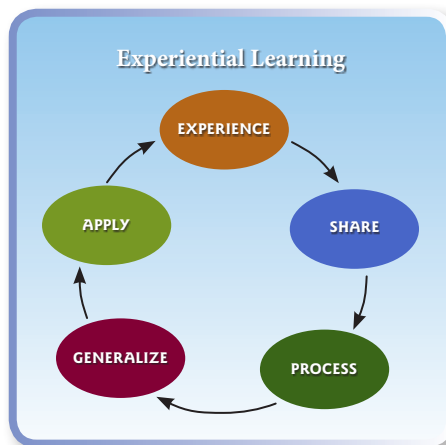 Experiential Learning
EXPERIENCE
SHARE
PROCESS
GENERALIZE
APPLY